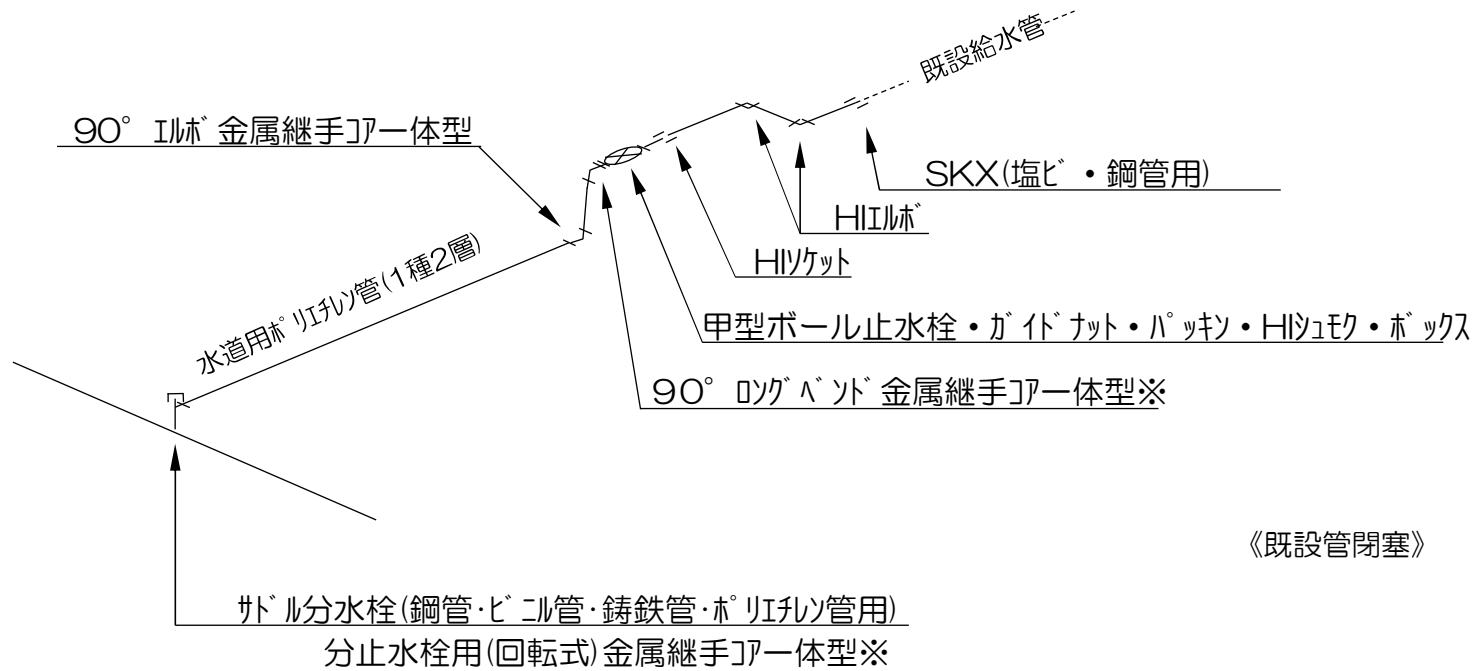 既設給水管
90°ｴﾙﾎﾞ金属継手ｺｱ一体型
SKX(塩ﾋﾞ・鋼管用)
HIｴﾙﾎﾞ
HIｿｹｯﾄ
水道用ﾎﾟﾘｴﾁﾚﾝ管(1種2層)
甲型ボール止水栓・ｶﾞｲﾄﾞﾅｯﾄ・ﾊﾟｯｷﾝ・HIｼｭﾓｸ・ﾎﾞｯｸｽ
90°ﾛﾝｸﾞﾍﾞﾝﾄﾞ金属継手ｺｱ一体型※
《既設管閉塞》
ｻﾄﾞﾙ分水栓(鋼管･ﾋﾞﾆﾙ管･鋳鉄管･ﾎﾟﾘｴﾁﾚﾝ管用)
分止水栓用(回転式)金属継手ｺｱ一体型※